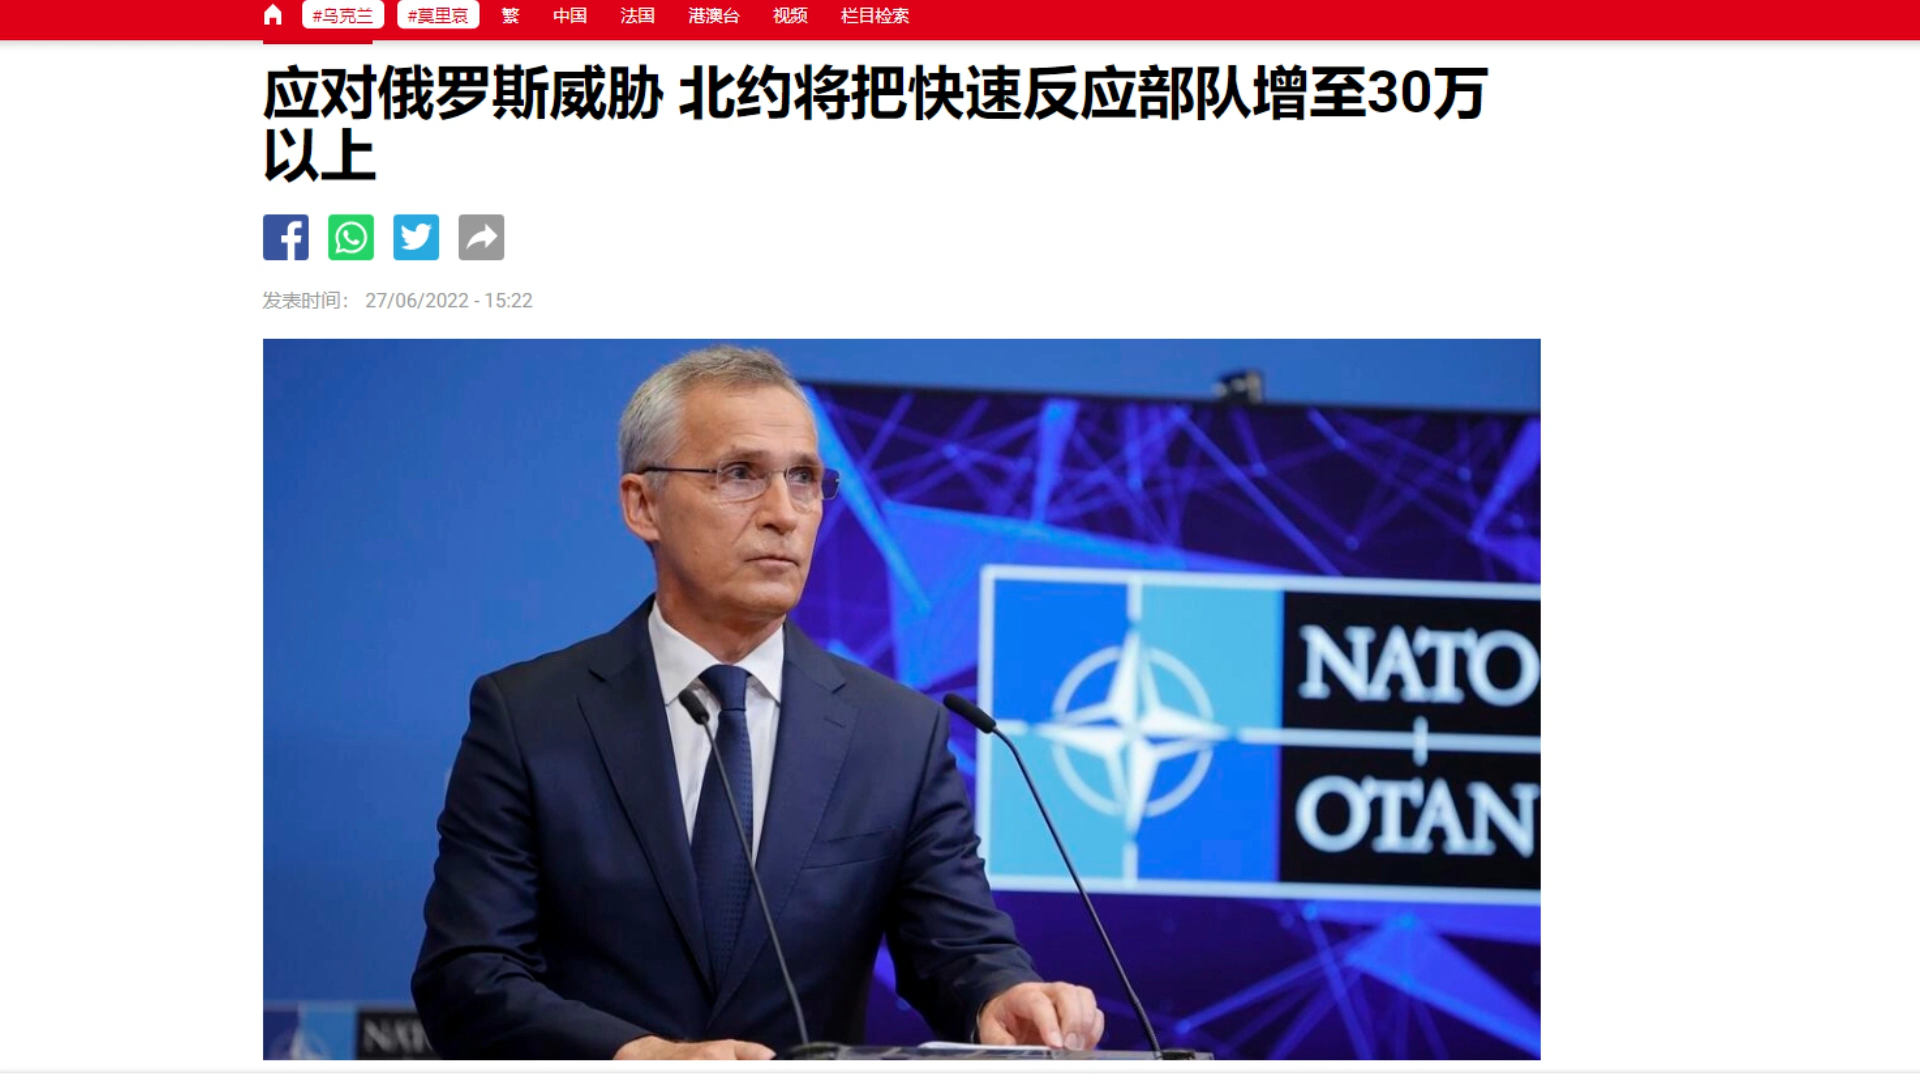 #乌克兰 #莫里哀 繁 中国 法国 港澳台 视频 栏目检索
应对俄罗斯威胁 北约将把快速反应部队增至30万
以上
发表时间： 27/06/2022 - 15:22
NATO
OTAN